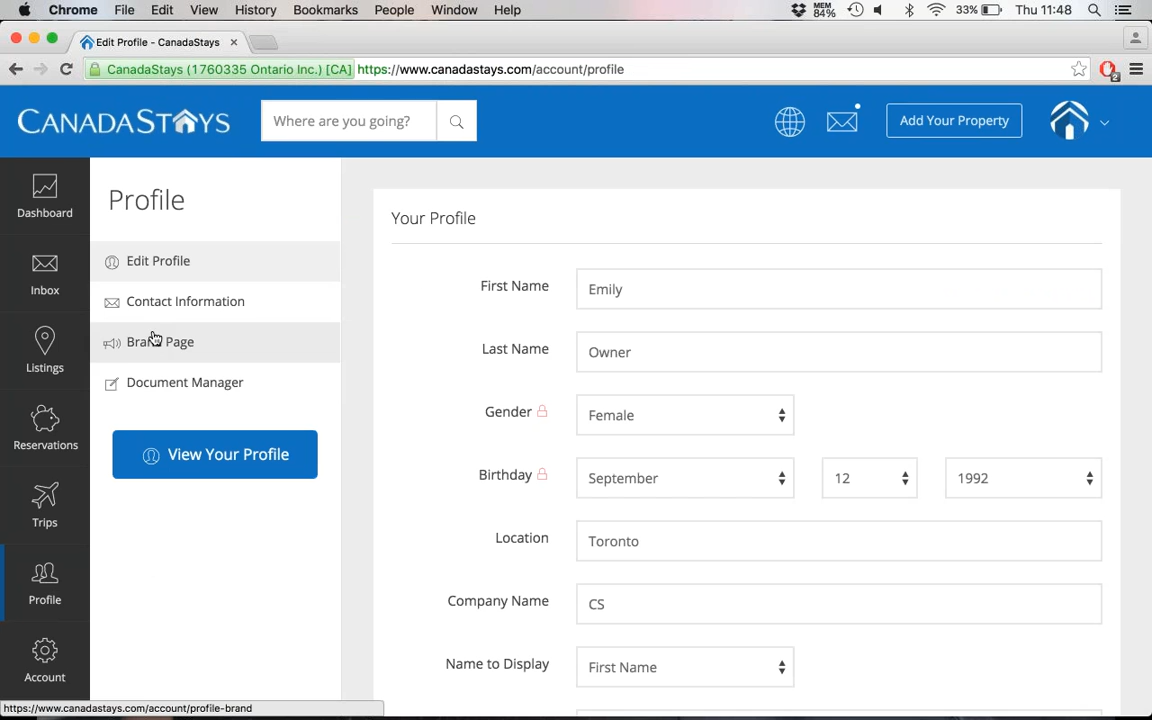 Chrome File Edit View History Bookmarks People Window Help MEM 84% 33% Thu 11:48
Edit Profile - CanadaStays
CanadaStays (1760335 Ontario Inc.) [CA] https://www.canadastays.com/account/profile 2
CANADASTAYS Where are you going? Add Your Property
Dashboard
Inbox
Listings
Reservations
Trips
Profile
Account
Profile
Edit Profile
Contact Information
Brand Page
Document Manager
View Your Profile
Your Profile
First Name Emily
Last Name Owner
Gender Female
Birthday September 12 1992
Location Toronto
Company Name CS
Name to Display First Name
https://www.canadastays.com/account/profile-brand